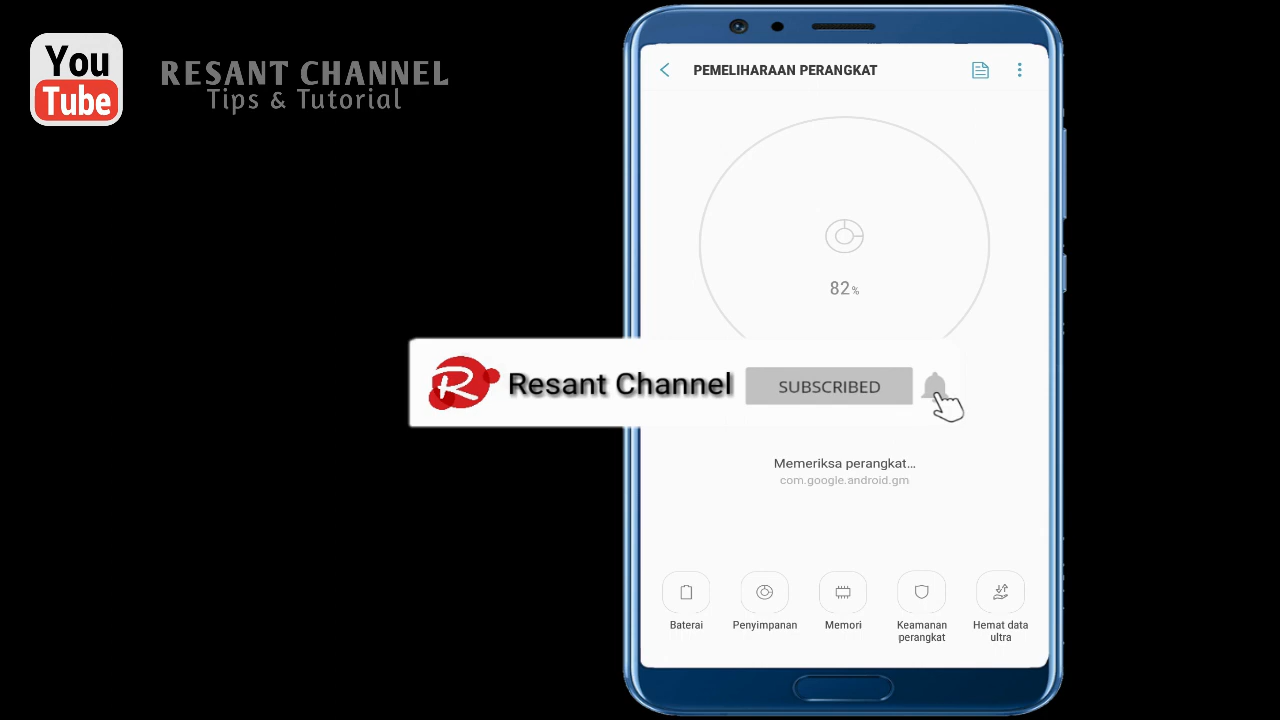 You
Tube
RESANT CHANNEL
Tips & Tutorial
PEMELIHARAAN PERANGKAT
82%
R
Resant Channel
SUBSCRIBED
Memeriksa perangkat...
com.google.android.gm
Baterai
Penyimpanan
Memori
Keamanan
perangkat
Hemat data
ultra